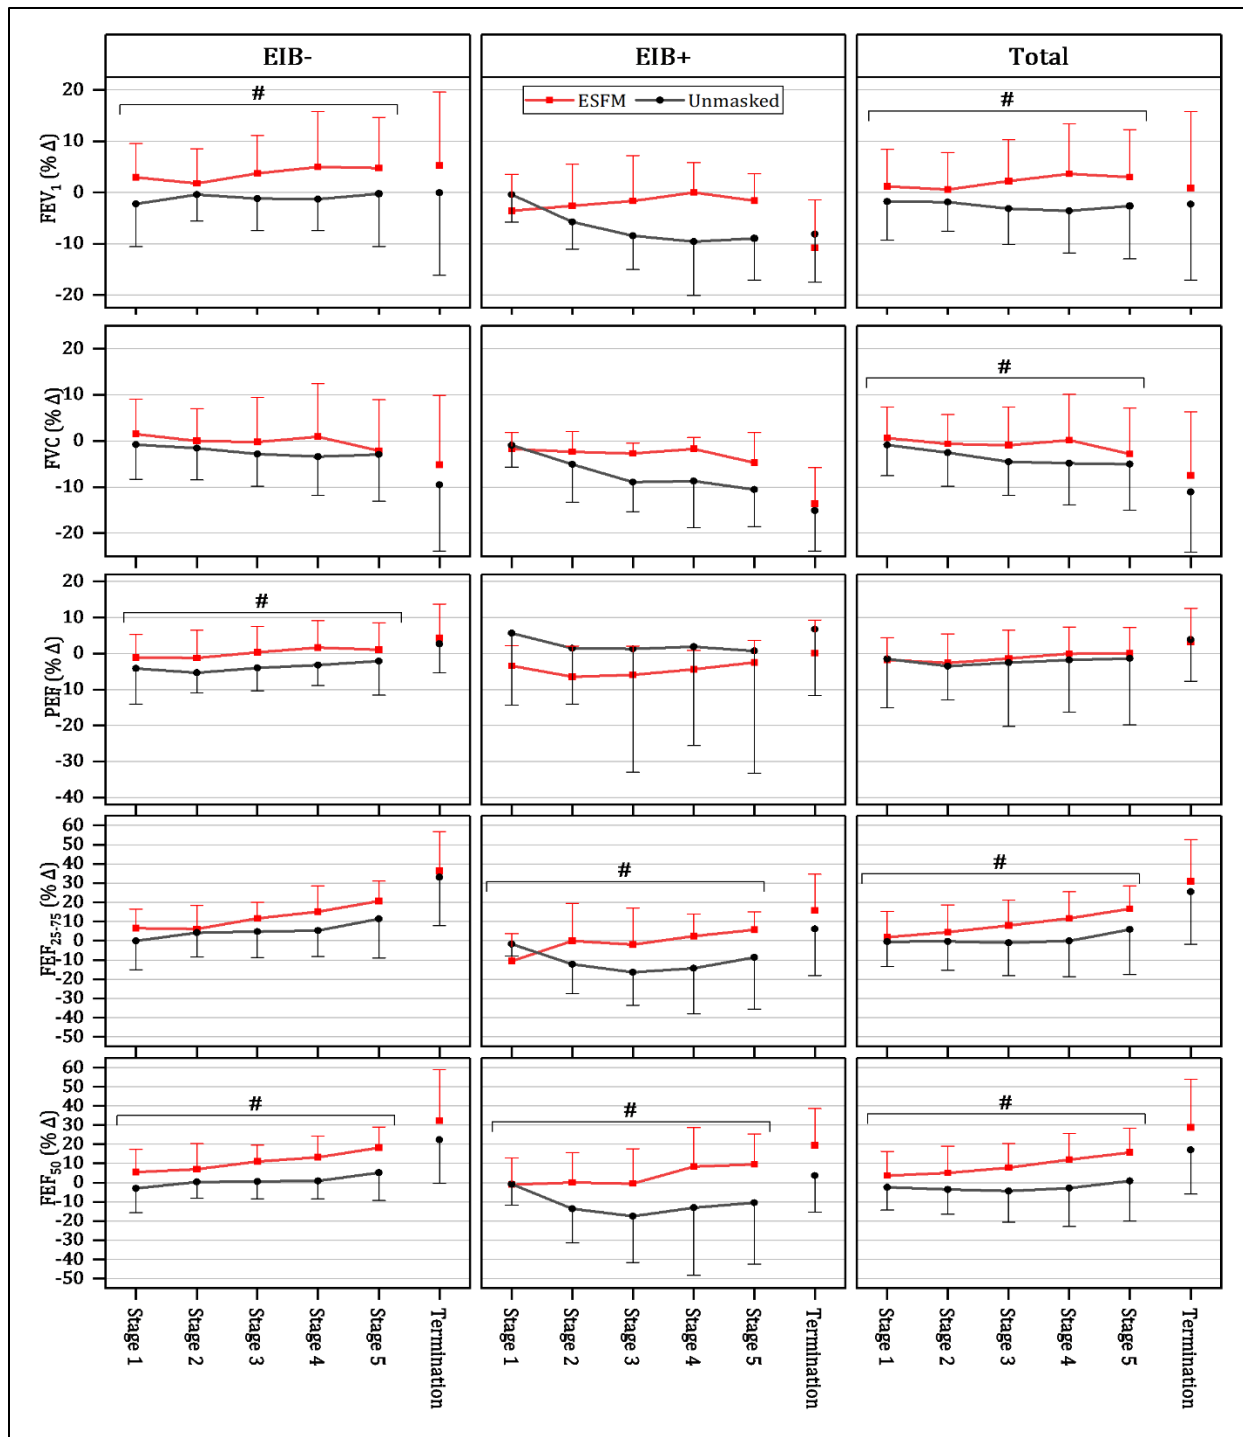 EIB- EIB+ Total
ESFM Unmasked
FEV1 (% Δ)
20
10
0
-10
-20
#
#
FVC (% Δ)
20
10
0
-10
-20
#
PEF (% Δ)
20
10
0
-10
-20
-30
-40
#
FEF25-75 (% Δ)
60
50
40
30
20
10
0
-10
-20
-30
-40
-50
#
#
FEF50 (% Δ)
60
50
40
30
20
10
0
-10
-20
-30
-40
-50
#
#
#
Stage 1
Stage 2
Stage 3
Stage 4
Stage 5
Termination
Stage 1
Stage 2
Stage 3
Stage 4
Stage 5
Termination
Stage 1
Stage 2
Stage 3
Stage 4
Stage 5
Termination